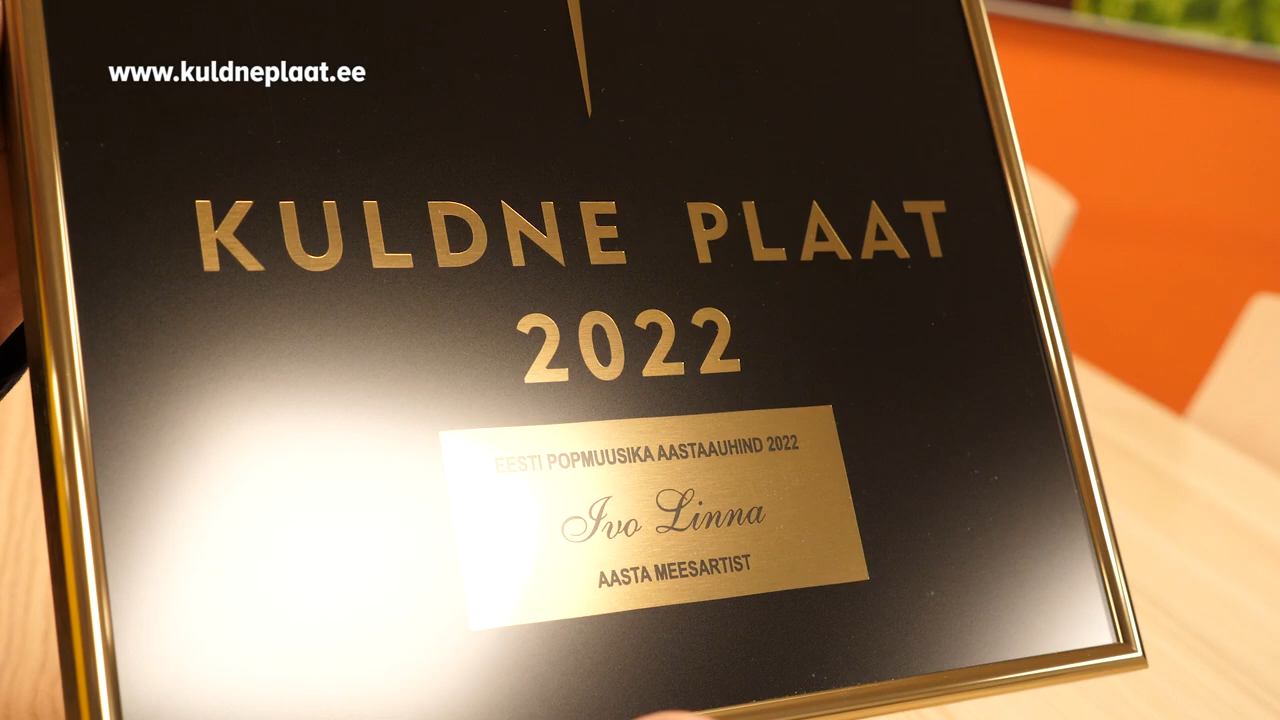 www.kuldneplaat.ee
KULDNE PLAAT
2022
EESTI POPMUUSIKA AASTAAUHIND 2022
Ivo Linna
AASTA MEESARTIST